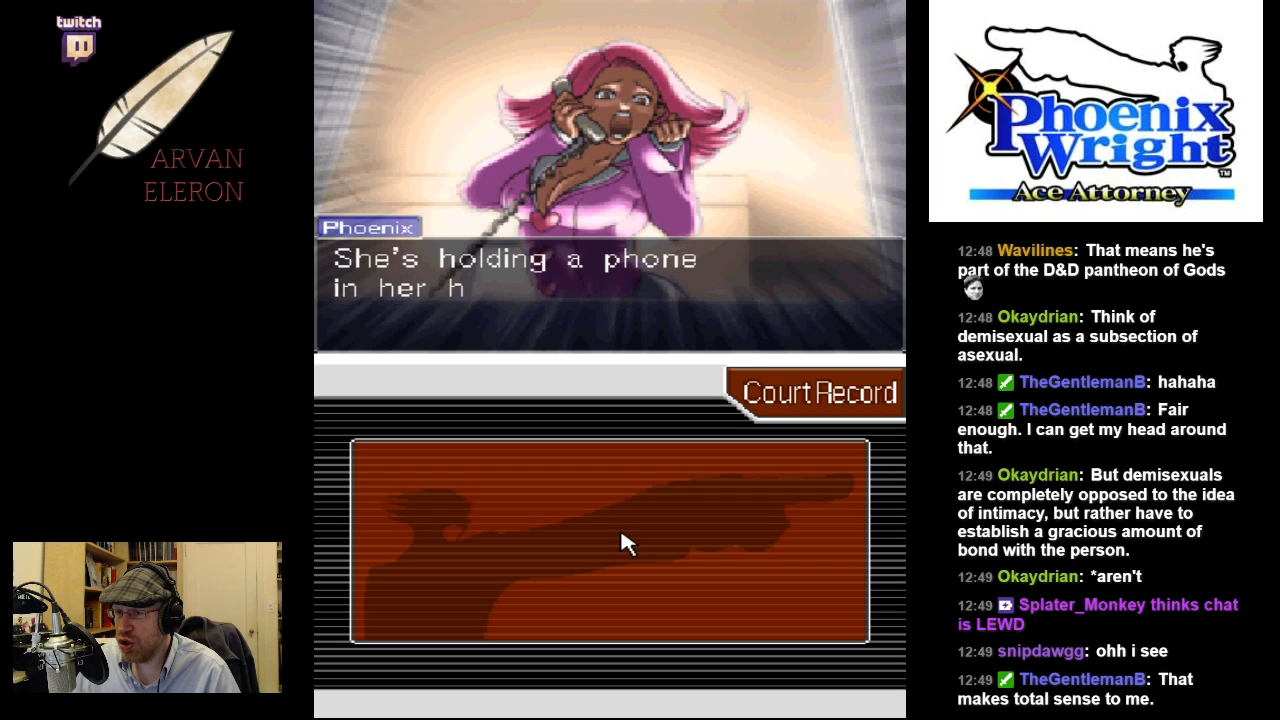 twitch
ARVAN
ELERON
Phoenix
She's holding a phone
in her h
Court Record
Phoenix
Wright™
Ace Attorney
12:48 Wavilines: That means he's
part of the D&D pantheon of Gods
12:48 Okaydrian: Think of
demisexual as a subsection of
asexual.
12:48 TheGentlemanB: hahaha
12:48 TheGentlemanB: Fair
enough. I can get my head around
that.
12:49 Okaydrian: But demisexuals
are completely opposed to the idea
of intimacy, but rather have to
establish a gracious amount of
bond with the person.
12:49 Okaydrian: *aren't
12:49 Splater_Monkey thinks chat
is LEWD
12:49 snipdawgg: ohh i see
12:49 TheGentlemanB: That
makes total sense to me.